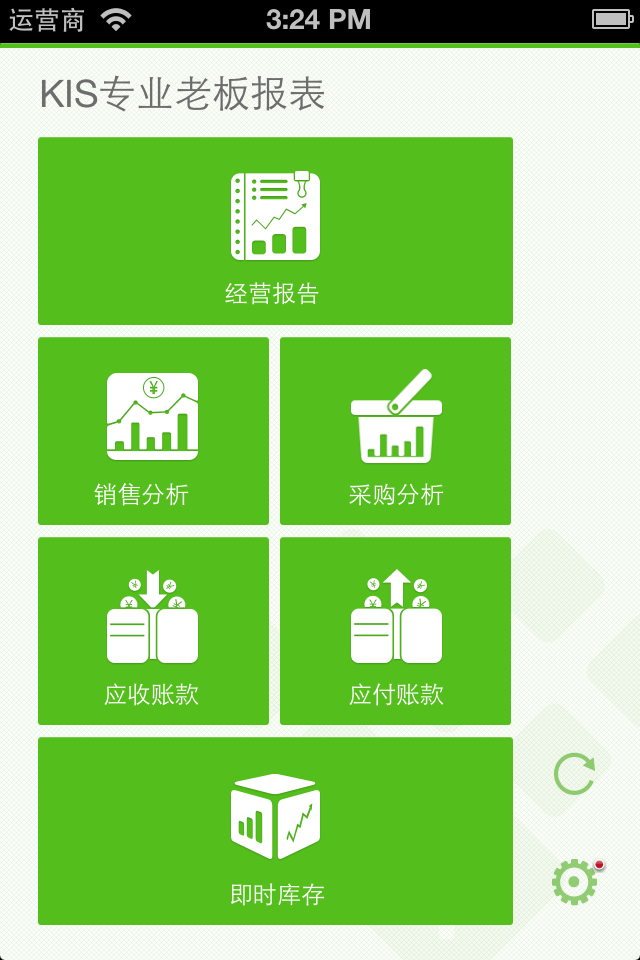 运营商 3:24 PM
KIS专业老板报表
¥
经营报告
销售分析 采购分析
¥ ¥ ¥ ¥
¥ ¥ ¥ ¥
应收账款 应付账款
即时库存